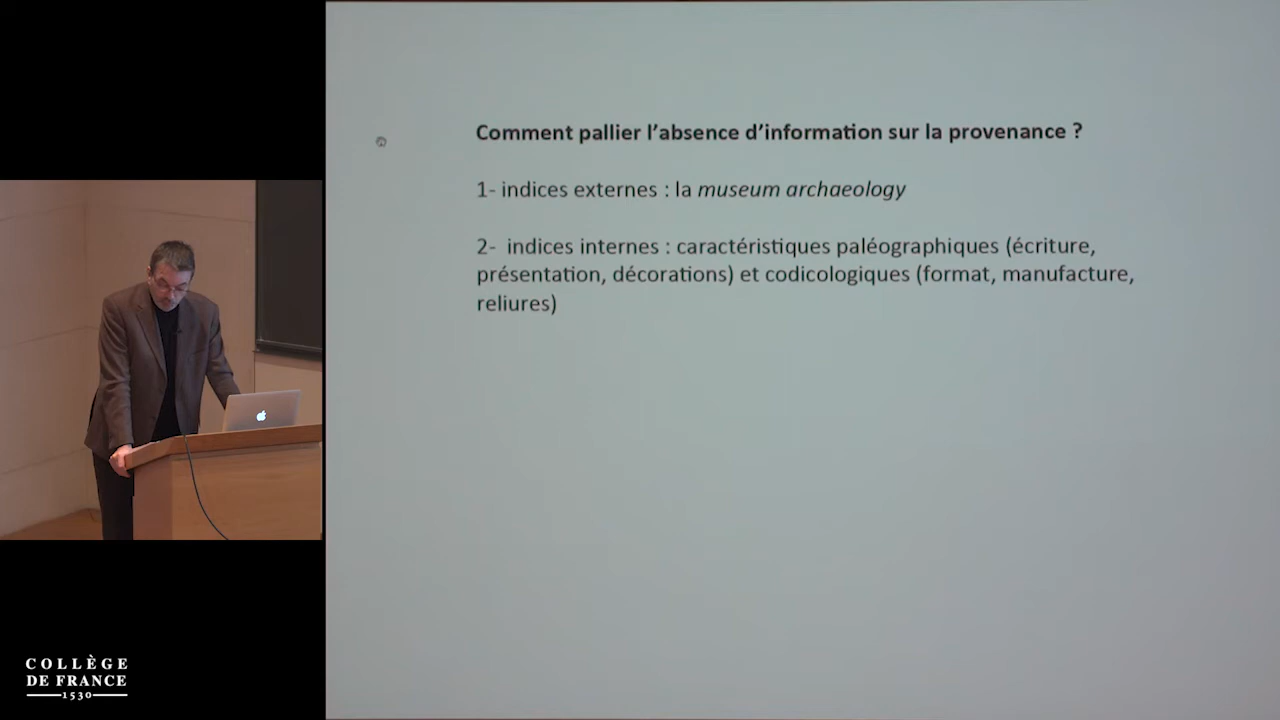 Comment pallier l'absence d'information sur la provenance ?
1- indices externes : la museum archaeology
2- indices internes : caractéristiques paléographiques (écriture,
présentation, décorations) et codicologiques (format, manufacture,
reliures)
COLLÈGE
DE FRANCE
1530